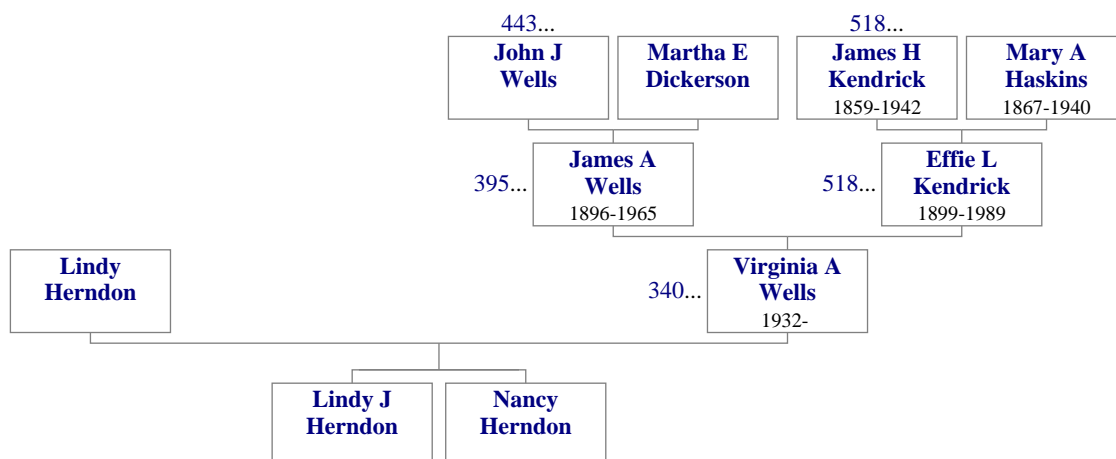 443...
518...
John J
Wells
Martha E
Dickerson
James H
Kendrick
1859-1942
Mary A
Haskins
1867-1940
395...
James A
Wells
1896-1965
518...
Effie L
Kendrick
1899-1989
Lindy
Herndon
340...
Virginia A
Wells
1932-
Lindy J
Herndon
Nancy
Herndon